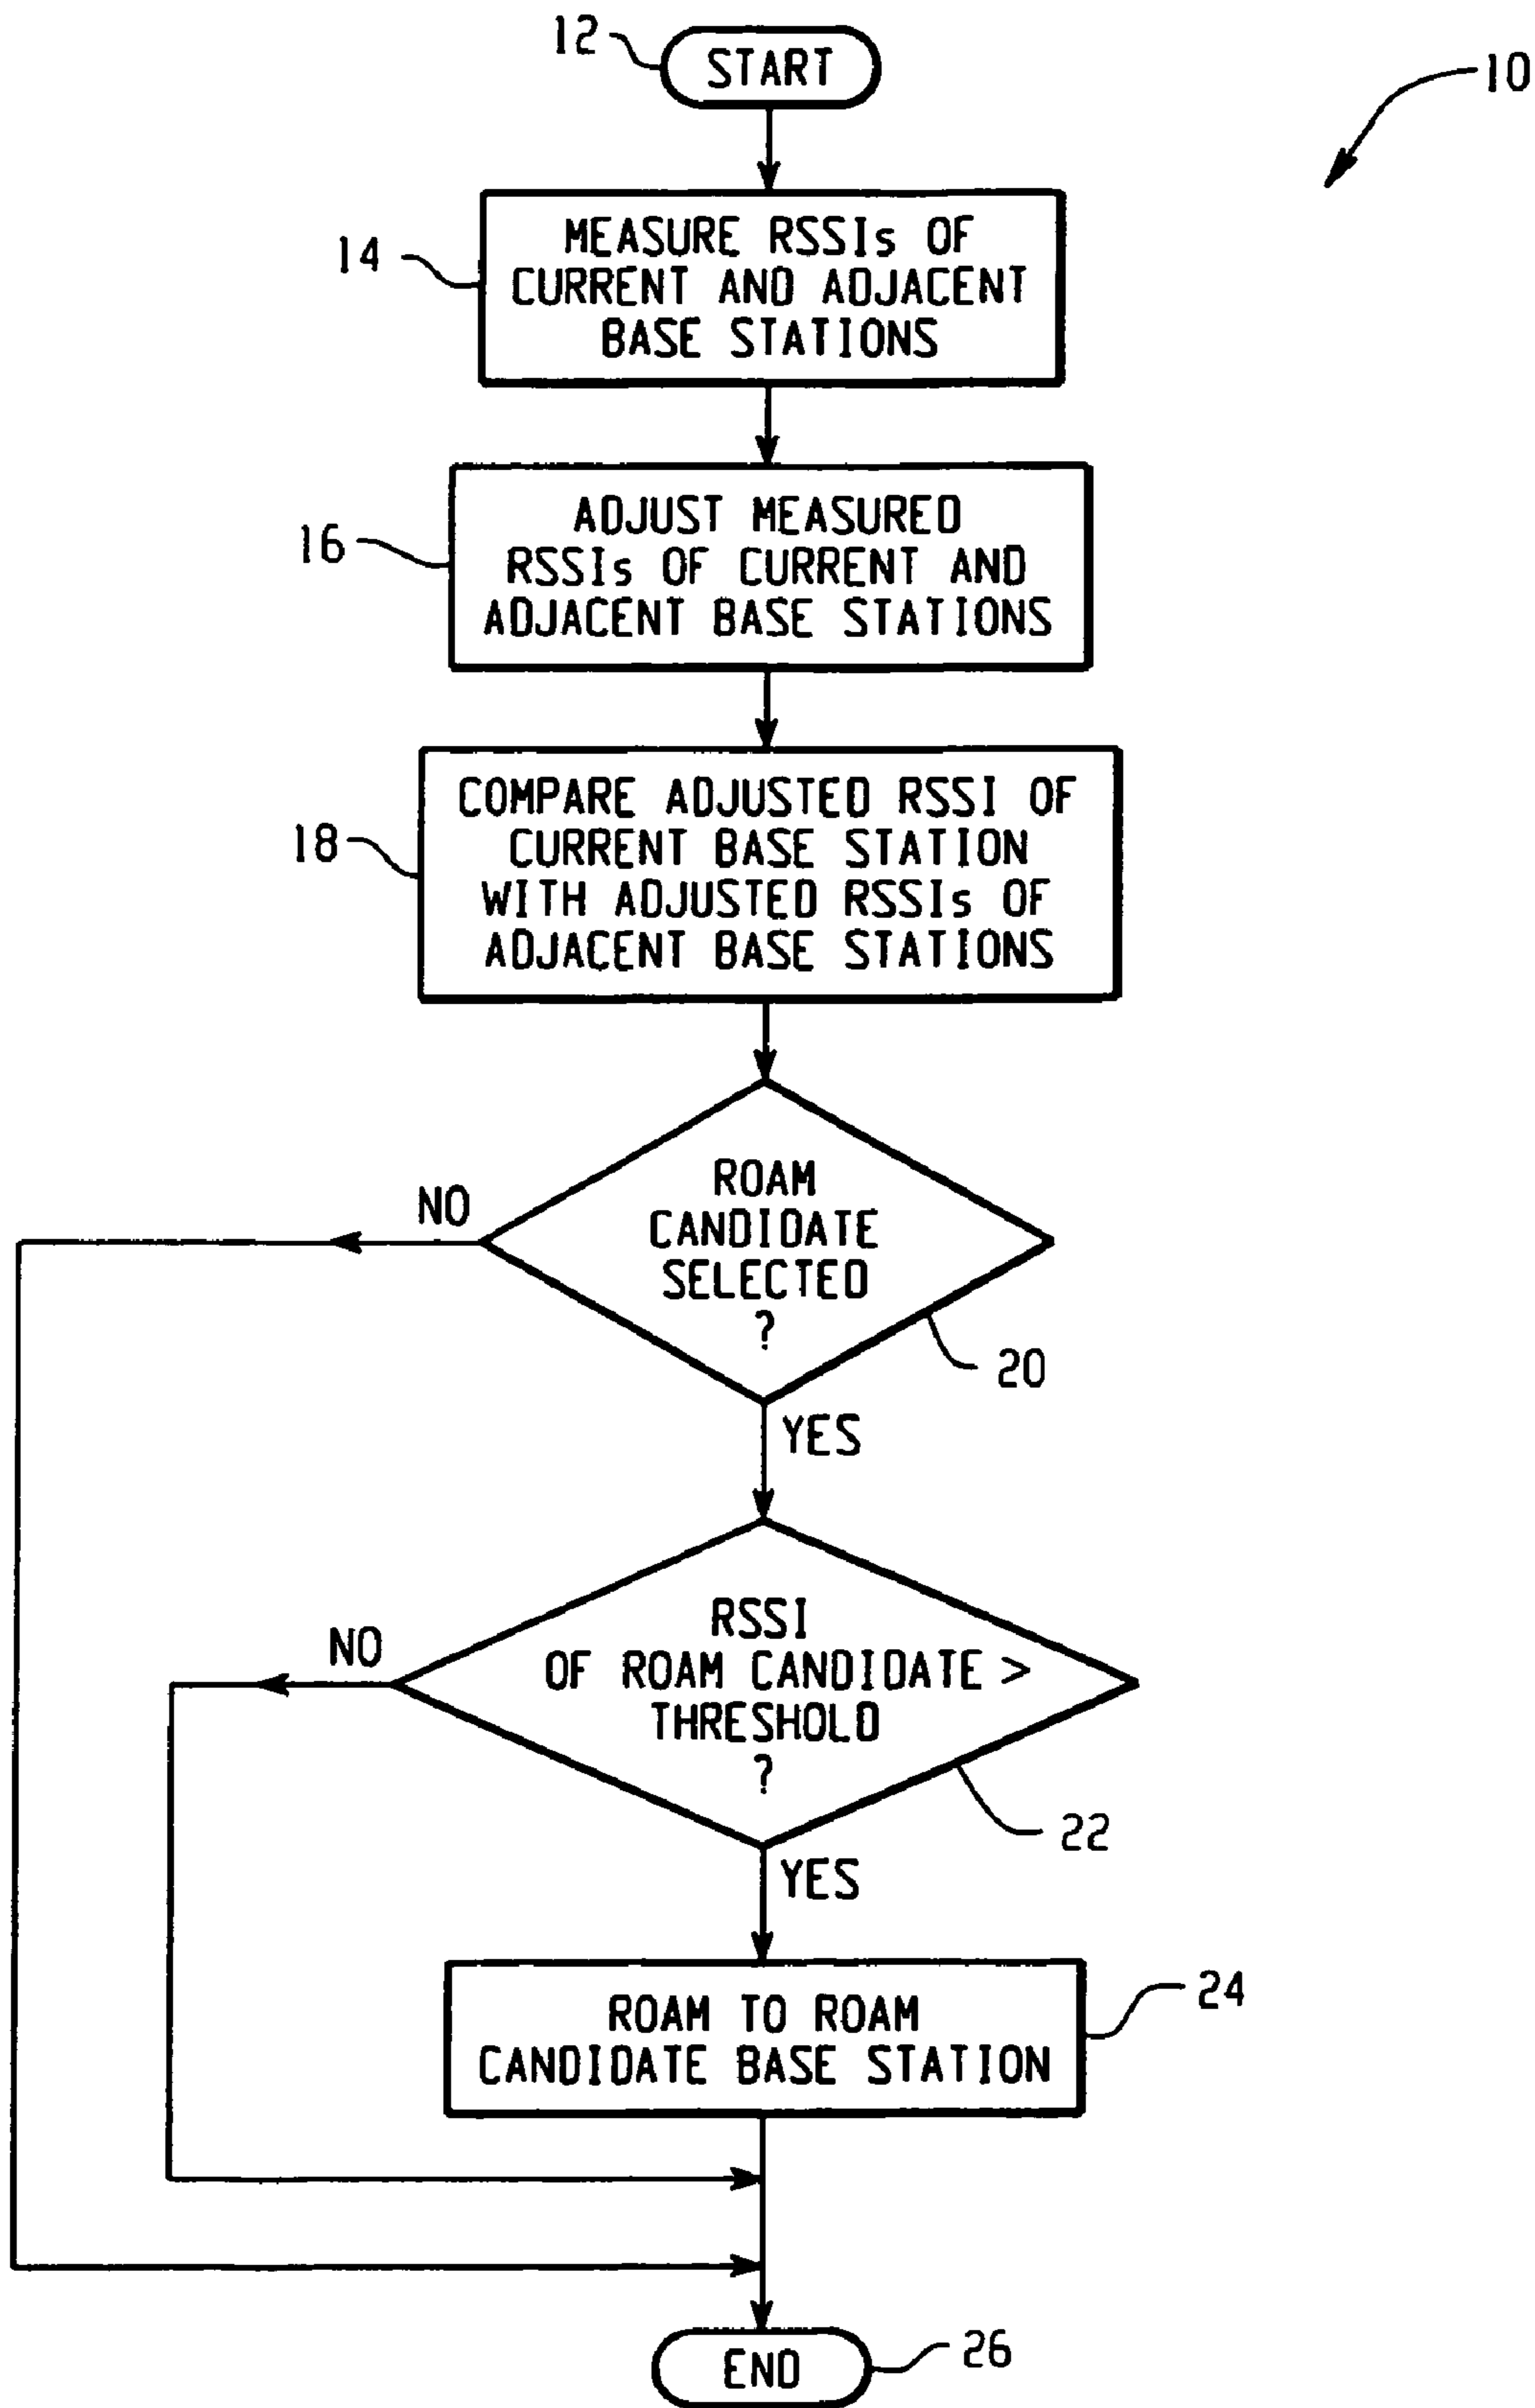 12
START
10
14
MEASURE RSSIs OF
CURRENT AND ADJACENT
BASE STATIONS
16
ADJUST MEASURED
RSSIs OF CURRENT AND
ADJACENT BASE STATIONS
18
COMPARE ADJUSTED RSSI OF
CURRENT BASE STATION
WITH ADJUSTED RSSIs OF
ADJACENT BASE STATIONS
NO
ROAM
CANDIDATE
SELECTED
?
20
YES
NO
RSSI
OF ROAM CANDIDATE >
THRESHOLD
?
22
YES
ROAM TO ROAM
CANDIDATE BASE STATION
24
END
26